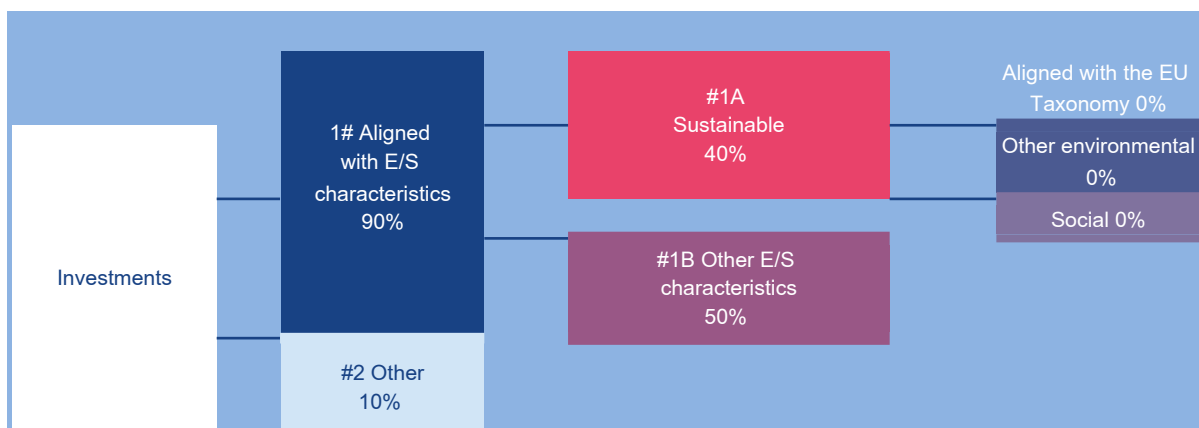 Investments
1# Aligned
with E/S
characteristics
90%
#2 Other
10%
#1A
Sustainable
40%
#1B Other E/S
characteristics
50%
Aligned with the EU
Taxonomy 0%
Other environmental
0%
Social 0%